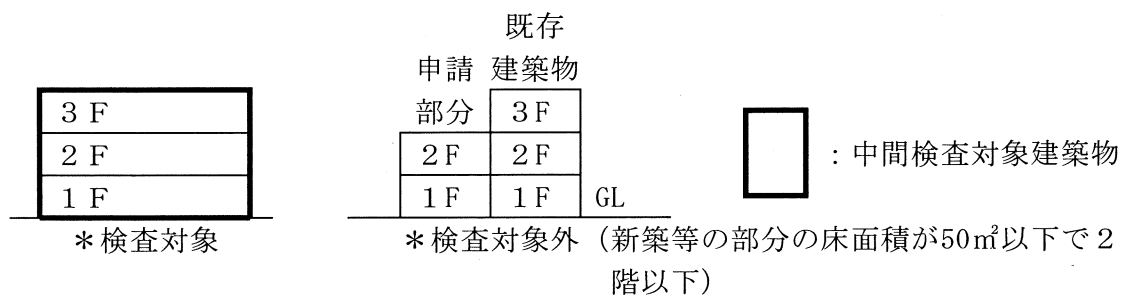 ３Ｆ
２Ｆ
１Ｆ
＊検査対象
既存
申請 建築物
部分 ３Ｆ
２Ｆ ２Ｆ
１Ｆ １Ｆ GL
＊検査対象外（新築等の部分の床面積が50㎡以下で２
階以下）
：中間検査対象建築物